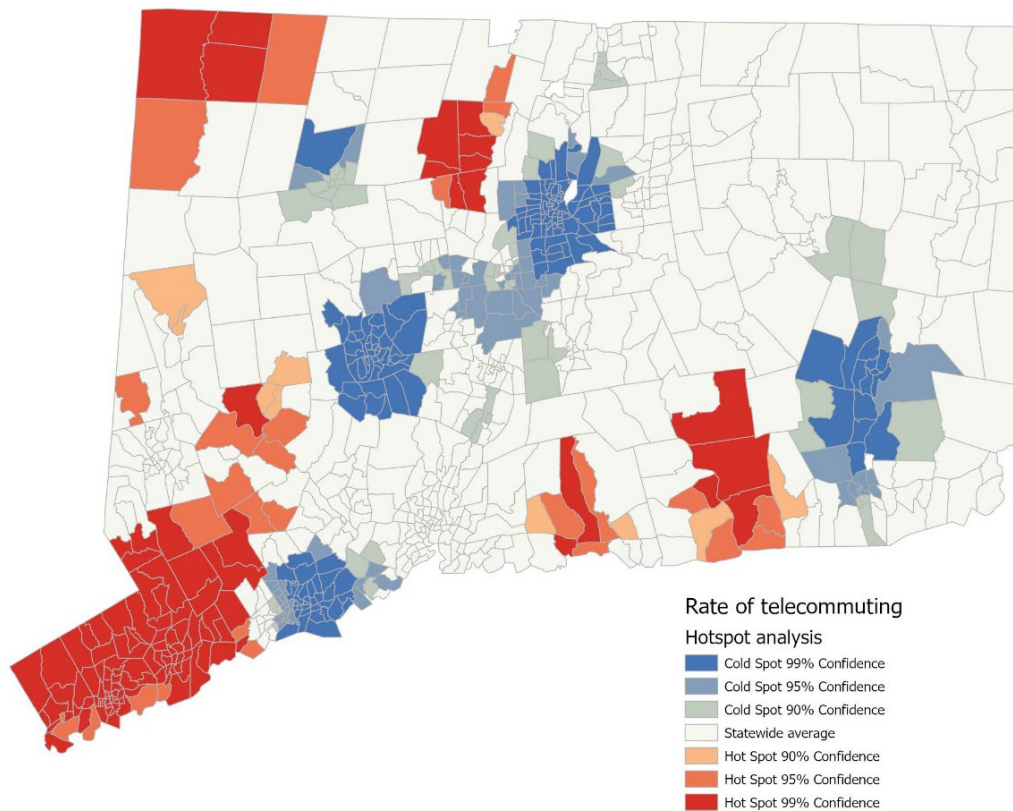 Rate of telecommuting
Hotspot analysis
Cold Spot 99% Confidence
Cold Spot 95% Confidence
Cold Spot 90% Confidence
Statewide average
Hot Spot 90% Confidence
Hot Spot 95% Confidence
Hot Spot 99% Confidence